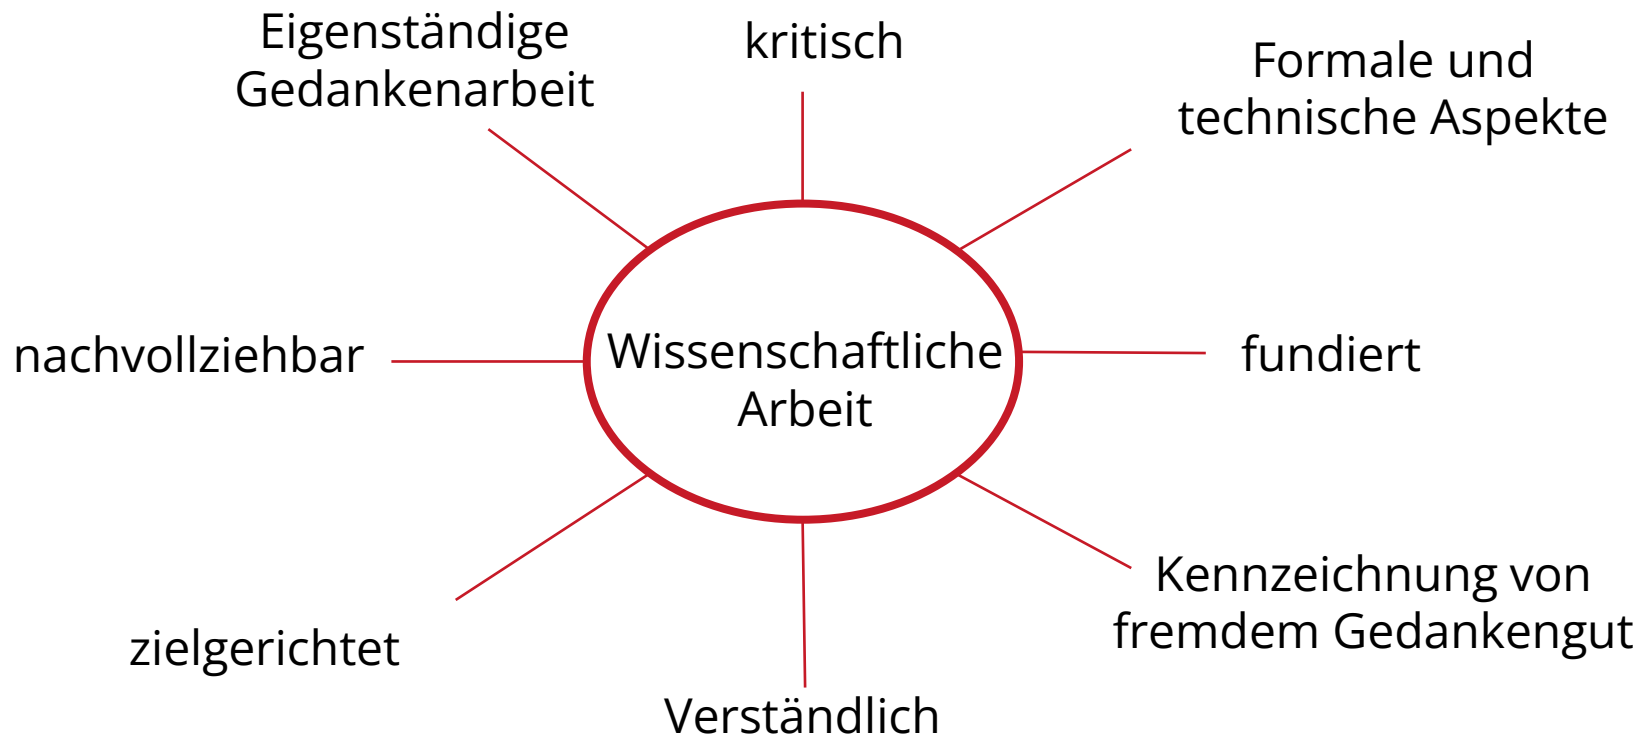 Eigenständige
Gedankenarbeit
kritisch
Formale und
technische Aspekte
nachvollziehbar
Wissenschaftliche
Arbeit
fundiert
zielgerichtet
Verständlich
Kennzeichnung von
fremdem Gedankengut